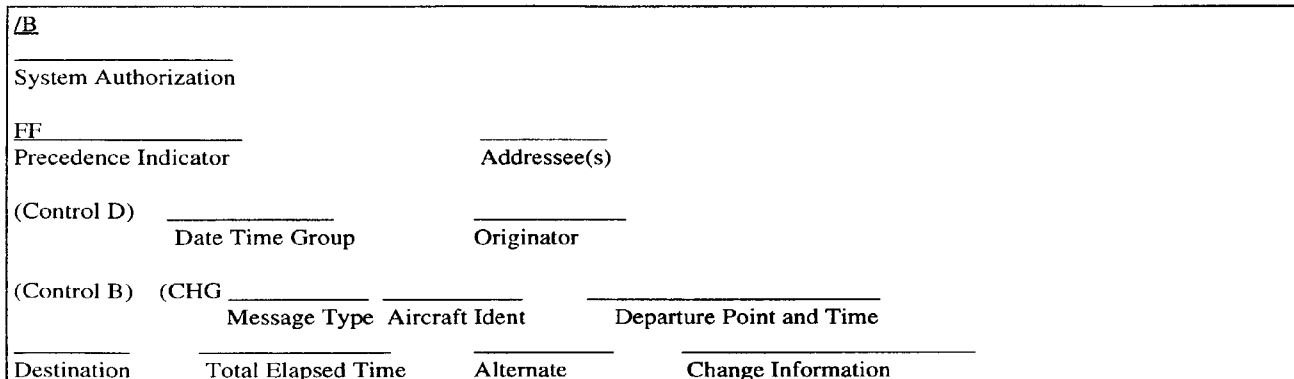 /B
System Authorization
FF
Precedence Indicator Addressee(s)
(Control D)
Date Time Group Originator
(Control B) (CHG
Message Type Aircraft Ident Departure Point and Time
Destination Total Elapsed Time Alternate Change Information